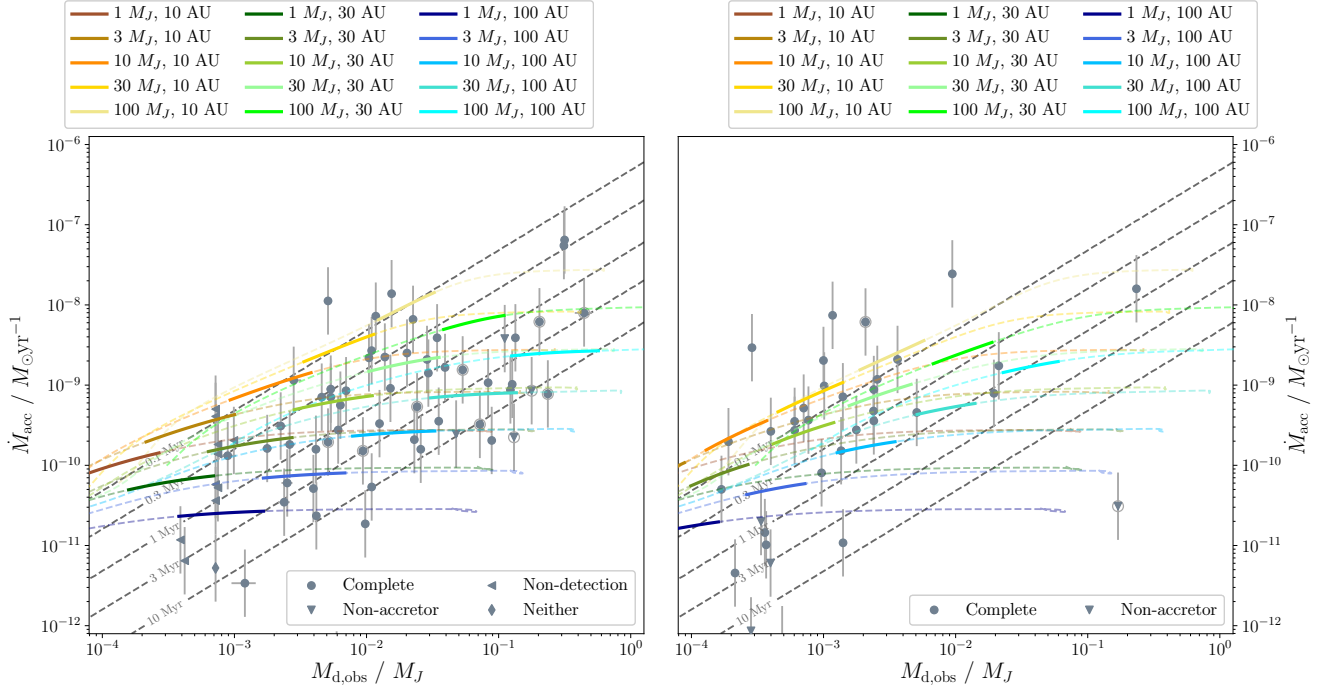 1 M_J, 10 AU 1 M_J, 30 AU 1 M_J, 100 AU
3 M_J, 10 AU 3 M_J, 30 AU 3 M_J, 100 AU
10 M_J, 10 AU 10 M_J, 30 AU 10 M_J, 100 AU
30 M_J, 10 AU 30 M_J, 30 AU 30 M_J, 100 AU
100 M_J, 10 AU 100 M_J, 30 AU 100 M_J, 100 AU
10^{-6}
10^{-7}
10^{-8}
10^{-9}
10^{-10}
10^{-11}
10^{-12}
Ṁ_acc / M_⊙yr^{-1}
0.1 Myr
0.3 Myr
1 Myr
3 Myr
10 Myr
Complete Non-detection
Non-accretor Neither
10^{-4} 10^{-3} 10^{-2} 10^{-1} 10^{0}
M_{d,obs} / M_J
1 M_J, 10 AU 1 M_J, 30 AU 1 M_J, 100 AU
3 M_J, 10 AU 3 M_J, 30 AU 3 M_J, 100 AU
10 M_J, 10 AU 10 M_J, 30 AU 10 M_J, 100 AU
30 M_J, 10 AU 30 M_J, 30 AU 30 M_J, 100 AU
100 M_J, 10 AU 100 M_J, 30 AU 100 M_J, 100 AU
10^{-6}
10^{-7}
10^{-8}
10^{-9}
10^{-10}
10^{-11}
10^{-12}
Ṁ_acc / M_⊙yr^{-1}
0.1 Myr
0.3 Myr
1 Myr
3 Myr
10 Myr
Complete Non-accretor
10^{-4} 10^{-3} 10^{-2} 10^{-1} 10^{0}
M_{d,obs} / M_J